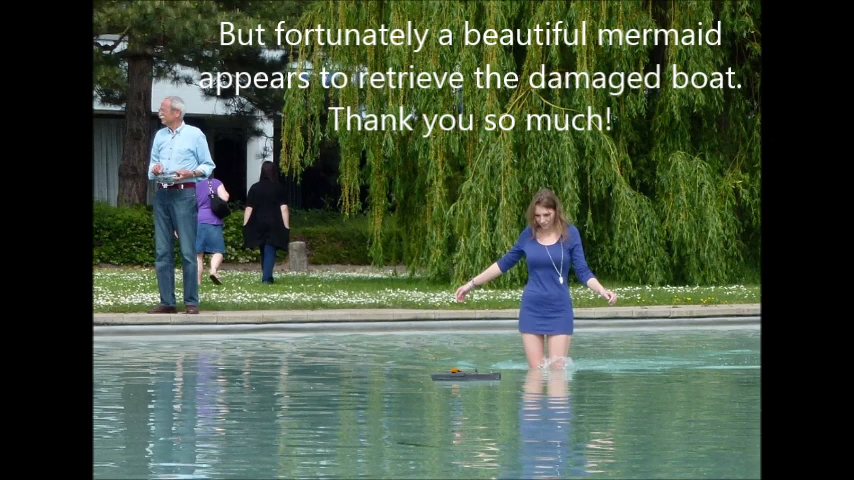 But fortunately a beautiful mermaid
appears to retrieve the damaged boat.
Thank you so much!